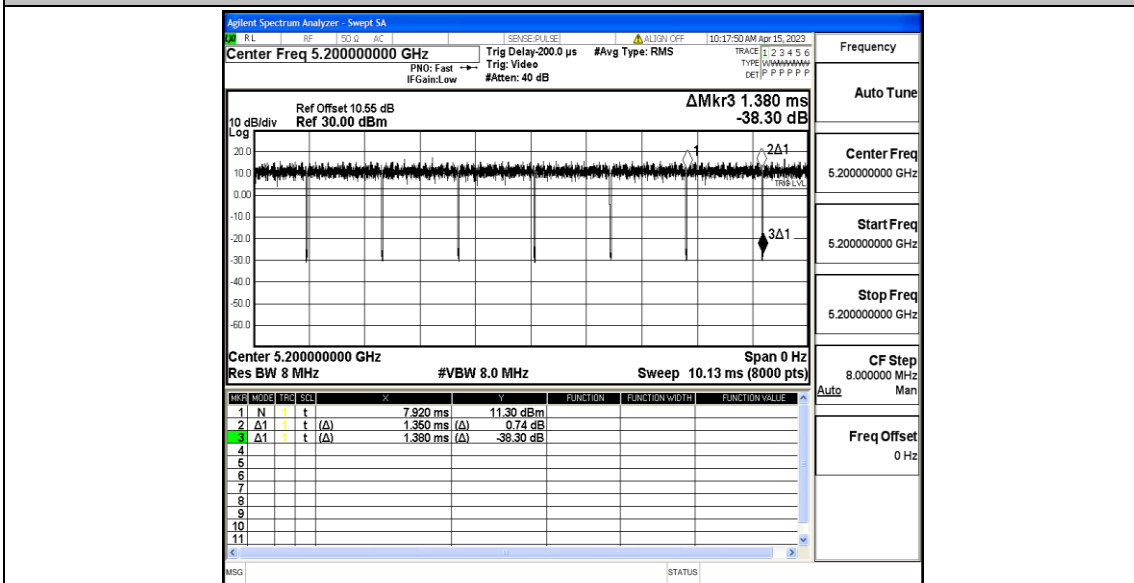 Agilent Spectrum Analyzer - Swept SA
RL RF 50 Ω AC SENSE:PULSE ALIGN OFF 10:17:50 AM Apr 15, 2023
Center Freq 5.200000000 GHz
PNO: Fast
IFGain:Low
Trig Delay-200.0 µs
Trig: Video
#Atten: 40 dB
#Avg Type: RMS
TRACE 1 2 3 4 5 6
TYPE
DET P P P P P P
Frequency
Auto Tune
Center Freq
5.200000000 GHz
Start Freq
5.200000000 GHz
Stop Freq
5.200000000 GHz
CF Step
8.000000 MHz
Auto Man
Freq Offset
0 Hz
ΔMkr3 1.380 ms
-38.30 dB
Ref Offset 10.55 dB
10 dB/div Ref 30.00 dBm
Log
20.0
10.0
0.00
-10.0
-20.0
-30.0
-40.0
-50.0
-60.0
1
2Δ1
TRIG LVL
3Δ1
Center 5.200000000 GHz Span 0 Hz
Res BW 8 MHz #VBW 8.0 MHz Sweep 10.13 ms (8000 pts)
MKR MODE TRC SCL X Y FUNCTION FUNCTION WIDTH FUNCTION VALUE
1 N 1 t 7.920 ms 11.30 dBm
2 Δ1 1 t (Δ) 1.350 ms (Δ) 0.74 dB
3 Δ1 1 t (Δ) 1.380 ms (Δ) -38.30 dB
4
5
6
7
8
9
10
11
MSG STATUS